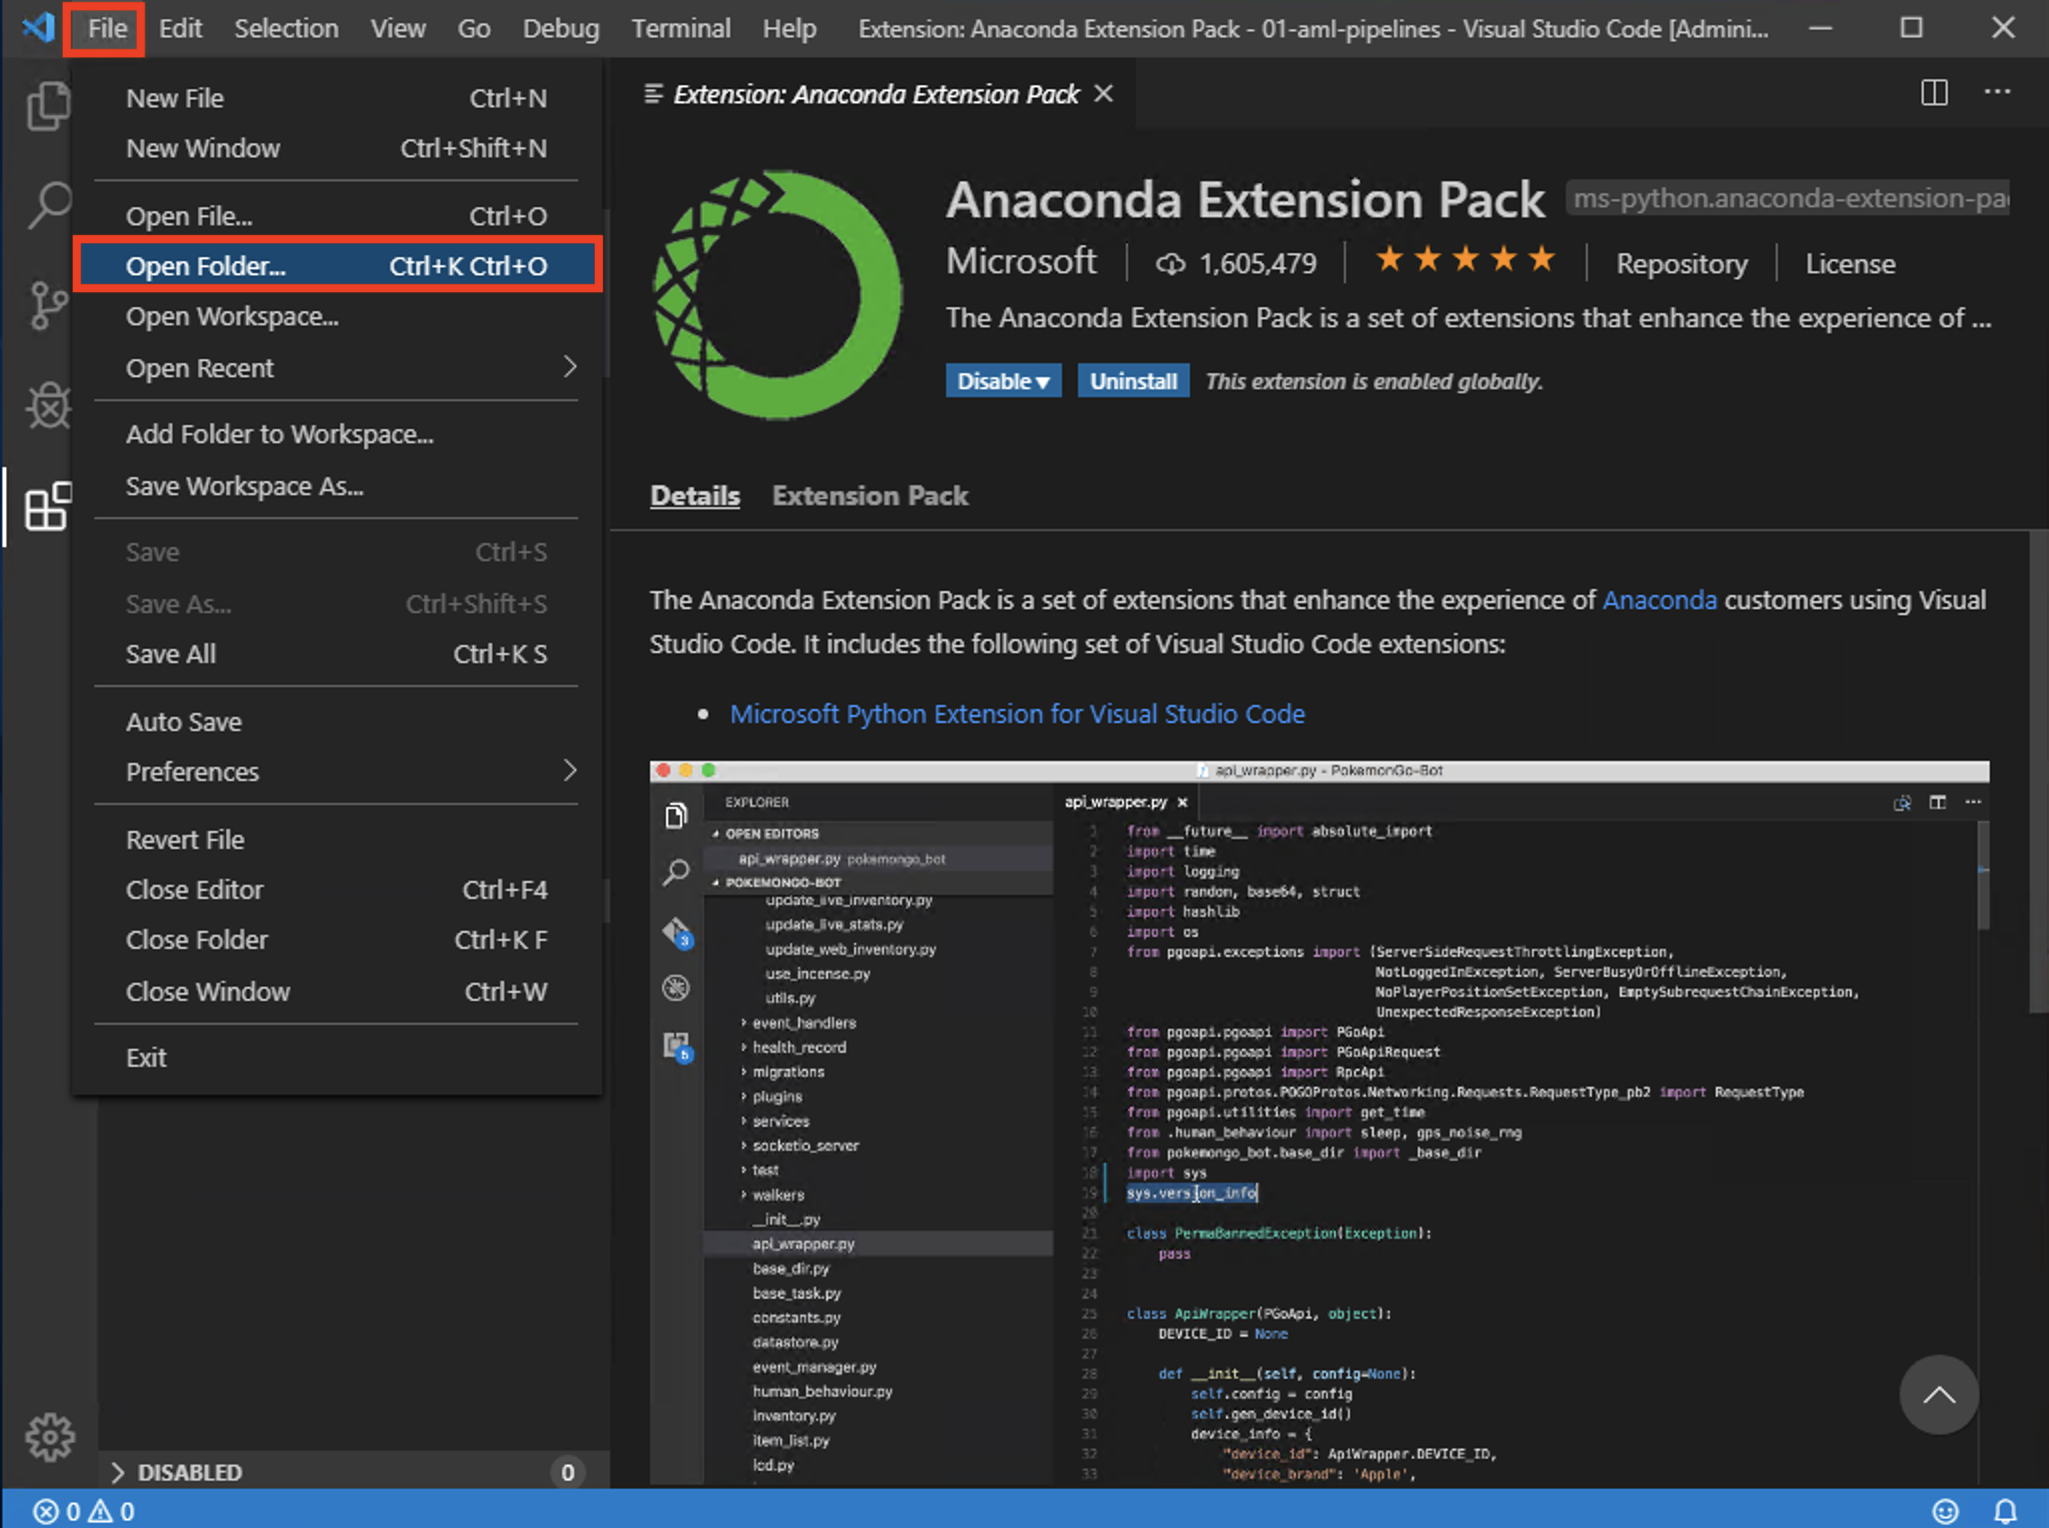 File Edit Selection View Go Debug Terminal Help Extension: Anaconda Extension Pack - 01-aml-pipelines - Visual Studio Code [Admini...
New File Ctrl+N
New Window Ctrl+Shift+N
Open File... Ctrl+O
Open Folder... Ctrl+K Ctrl+O
Open Workspace...
Open Recent
Add Folder to Workspace...
Save Workspace As...
Save Ctrl+S
Save As... Ctrl+Shift+S
Save All Ctrl+K S
Auto Save
Preferences
Revert File
Close Editor Ctrl+F4
Close Folder Ctrl+K F
Close Window Ctrl+W
Exit
DISABLED 0
Extension: Anaconda Extension Pack
Anaconda Extension Pack ms-python.anaconda-extension-pa
Microsoft 1,605,479 Repository License
The Anaconda Extension Pack is a set of extensions that enhance the experience of ...
Disable Uninstall This extension is enabled globally.
Details Extension Pack
The Anaconda Extension Pack is a set of extensions that enhance the experience of Anaconda customers using Visual
Studio Code. It includes the following set of Visual Studio Code extensions:
Microsoft Python Extension for Visual Studio Code
api_wrapper.py - PokemonGo-Bot
EXPLORER
OPEN EDITORS
api_wrapper.py pokemongo_bot
POKEMONGO-BOT
update_live_inventory.py
update_live_stats.py
update_web_inventory.py
use_incense.py
utils.py
event_handlers
health_record
migrations
plugins
services
socketio_server
test
walkers
__init__.py
api_wrapper.py
base_dir.py
base_task.py
constants.py
datastore.py
event_manager.py
human_behaviour.py
inventory.py
item_list.py
lcd.py
3
5
api_wrapper.py
1 from __future__ import absolute_import
2 import time
3 import logging
4 import random, base64, struct
5 import hashlib
6 import os
7 from pgoapi.exceptions import (ServerSideRequestThrottlingException,
8 NotLoggedInException, ServerBusyOrOfflineException,
9 NoPlayerPositionSetException, EmptySubrequestChainException,
10 UnexpectedResponseException)
11 from pgoapi.pgoapi import PGoApi
12 from pgoapi.pgoapi import PGoApiRequest
13 from pgoapi.pgoapi import RpcApi
14 from pgoapi.protos.POGOProtos.Networking.Requests.RequestType_pb2 import RequestType
15 from pgoapi.utilities import get_time
16 from .human_behaviour import sleep, gps_noise_rng
17 from pokemongo_bot.base_dir import _base_dir
18 import sys
19 sys.version_info
20
21 class PermaBannedException(Exception):
22 pass
23
24
25 class ApiWrapper(PGoApi, object):
26 DEVICE_ID = None
27
28 def __init__(self, config=None):
29 self.config = config
30 self.gen_device_id()
31 device_info = {
32 "device_id": ApiWrapper.DEVICE_ID,
33 "device_brand": 'Apple',
0 0